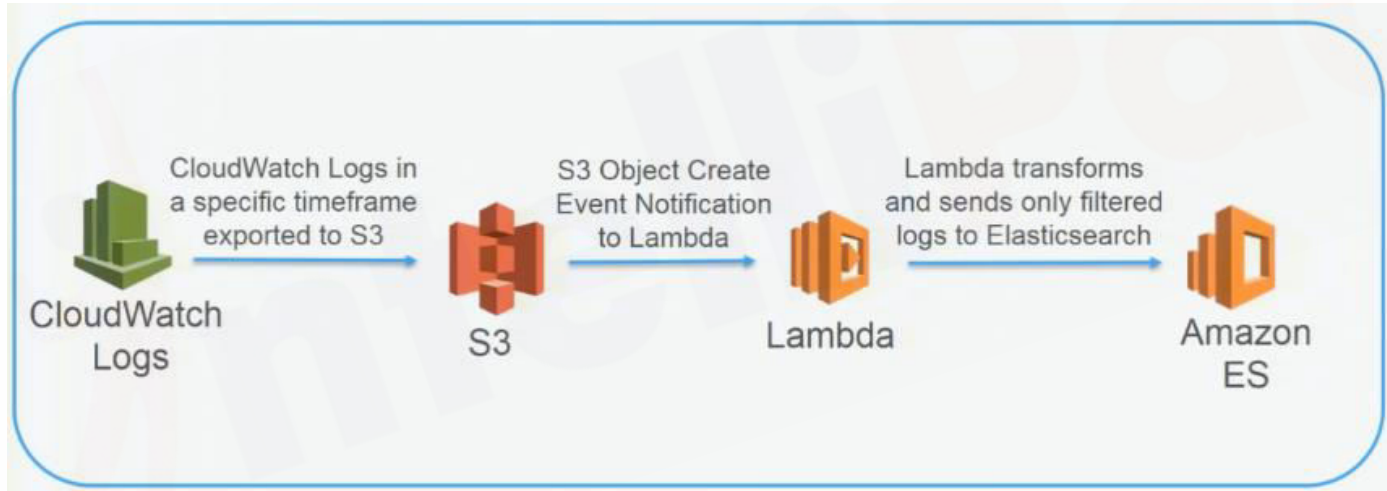 CloudWatch Logs in
a specific timeframe
exported to S3
S3 Object Create
Event Notification
to Lambda
Lambda transforms
and sends only filtered
logs to Elasticsearch
CloudWatch
Logs
S3
Lambda
Amazon
ES